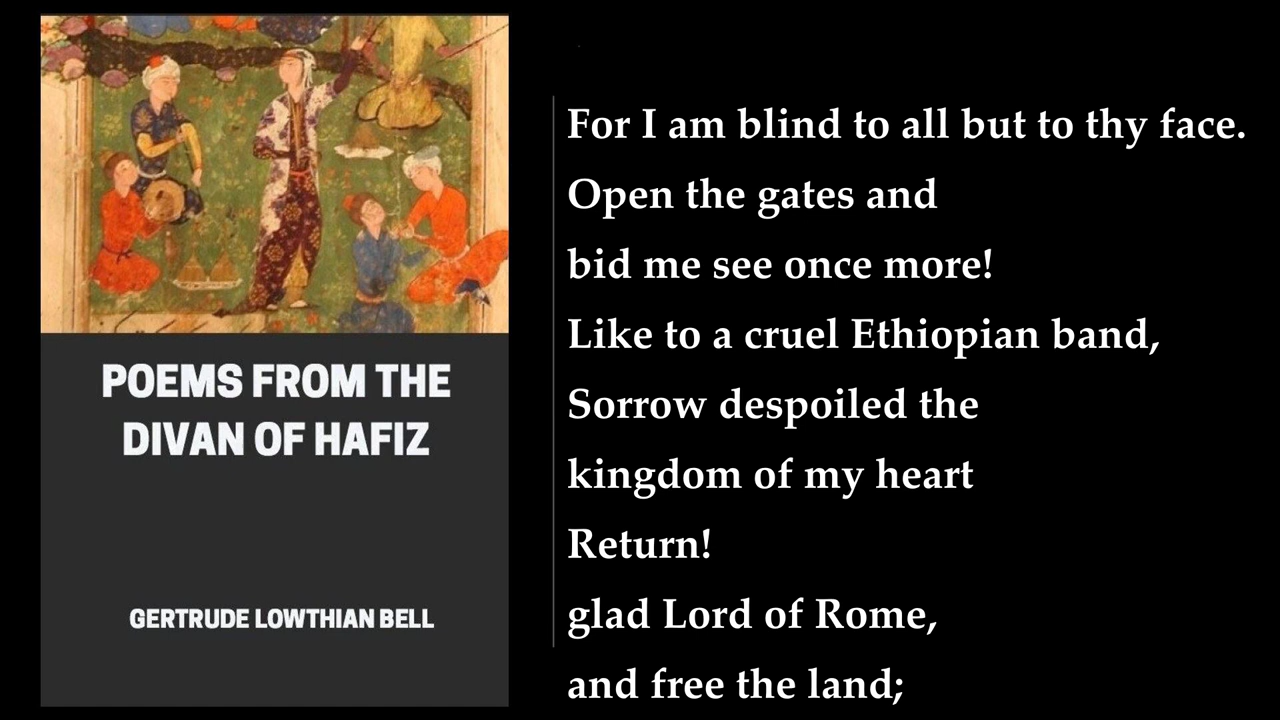 POEMS FROM THE
DIVAN OF HAFIZ
GERTRUDE LOWTHIAN BELL
For I am blind to all but to thy face.
Open the gates and
bid me see once more!
Like to a cruel Ethiopian band,
Sorrow despoiled the
kingdom of my heart
Return!
glad Lord of Rome,
and free the land;